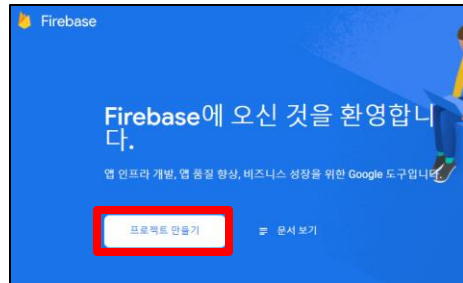 Firebase
Firebase에 오신 것을 환영합니
다.
앱 인프라 개발, 앱 품질 향상, 비즈니스 성장을 위한 Google 도구입니다.
프로젝트 만들기
문서 보기